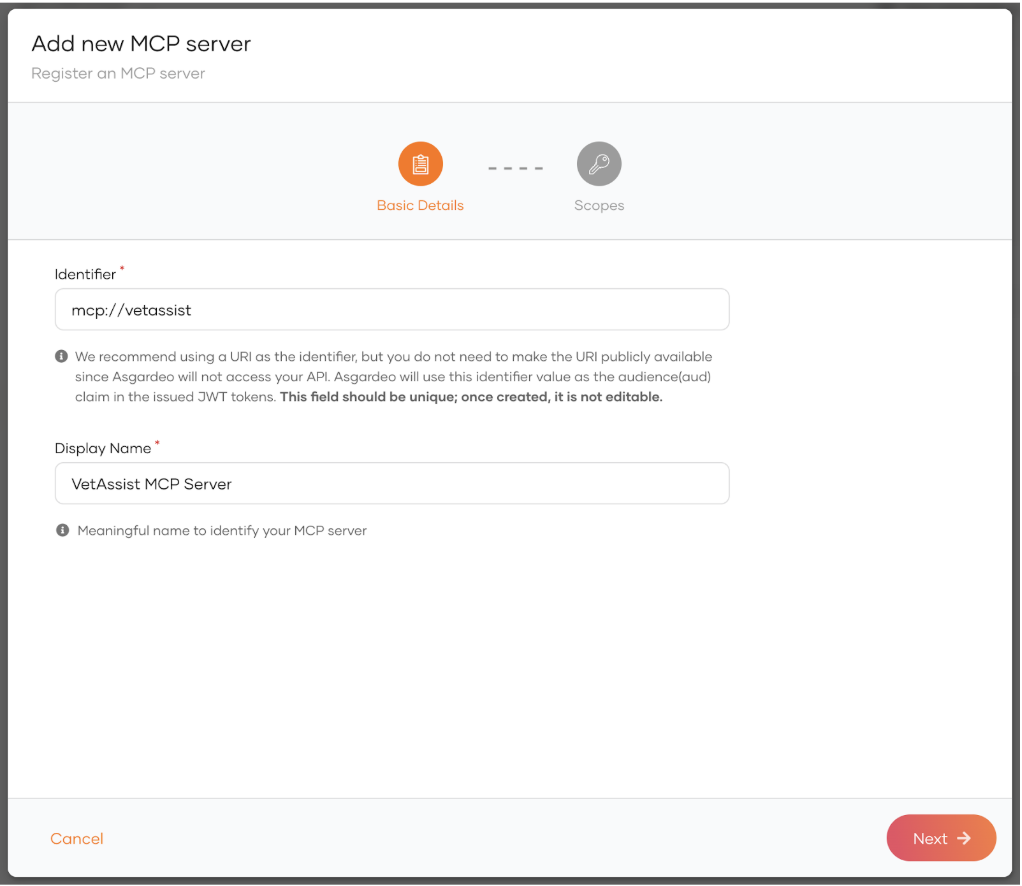 Add new MCP server
Register an MCP server
Basic Details
Scopes
Identifier *
mcp://vetassist
We recommend using a URI as the identifier, but you do not need to make the URI publicly available
since Asgardeo will not access your API. Asgardeo will use this identifier value as the audience(aud)
claim in the issued JWT tokens. This field should be unique; once created, it is not editable.
Display Name *
VetAssist MCP Server
Meaningful name to identify your MCP server
Cancel
Next →